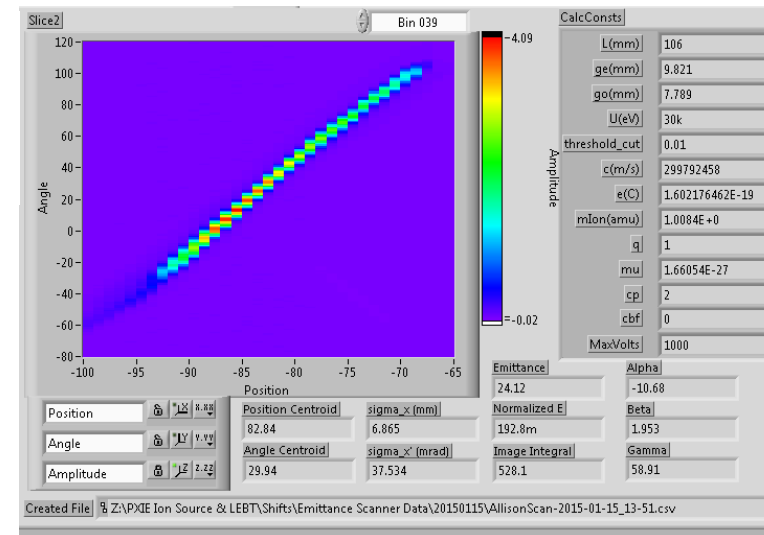 Slice2
Bin 039
CalcConsts
120
100
80
60
40
20
0
-20
-40
-60
-80
Angle
-100
-95
-90
-85
-80
-75
-70
-65
Position
-4.09
Amplitude
=-0.02
L(mm) 106
ge(mm) 9.821
go(mm) 7.789
U(eV) 30k
threshold_cut 0.01
c(m/s) 299792458
e(C) 1.602176462E-19
mIon(amu) 1.0084E+0
q 1
mu 1.66054E-27
cp 2
cbf 0
MaxVolts 1000
Emittance
Alpha
24.12
-10.68
Position
Position Centroid
sigma_x (mm)
Normalized E
Beta
82.84
6.865
192.8m
1.953
Angle
Angle Centroid
sigma_x' (mrad)
Image Integral
Gamma
29.94
37.534
528.1
58.91
Amplitude
X X.XX
Y Y.YY
Z Z.ZZ
Created File Z:\PXIE Ion Source & LEBT\Shifts\Emittance Scanner Data\20150115\AllisonScan-2015-01-15_13-51.csv